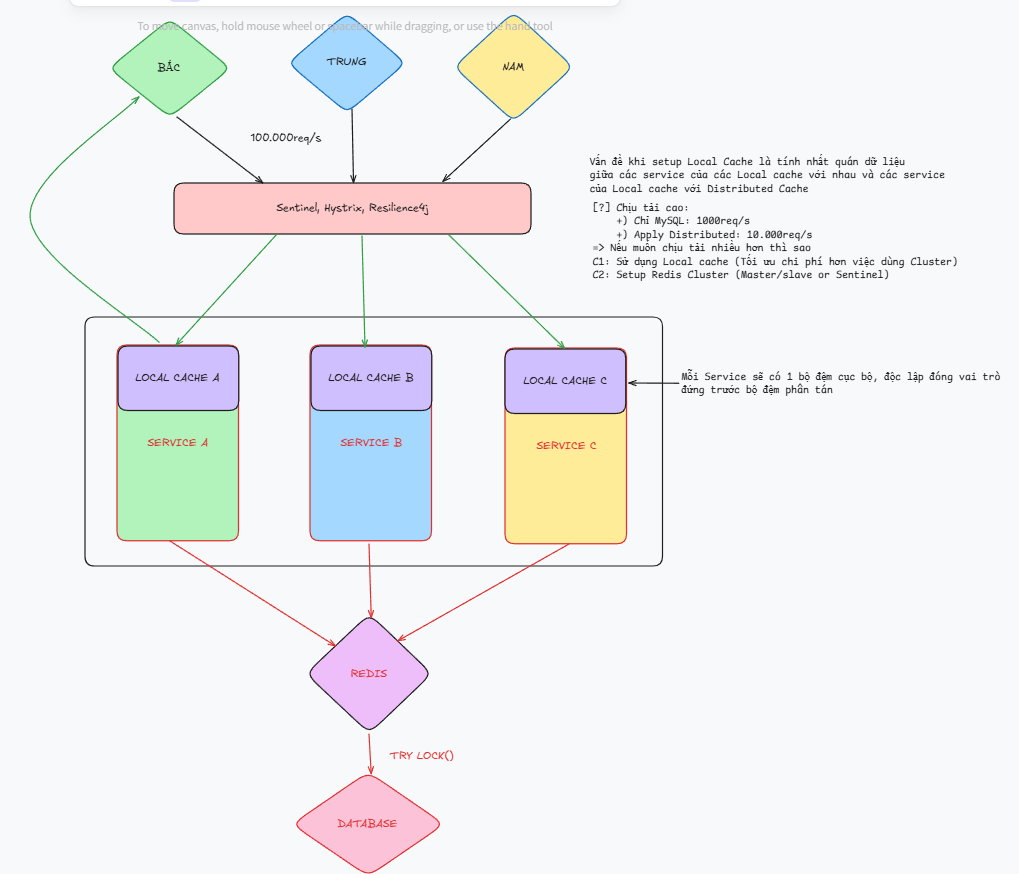 To move canvas, hold mouse wheel or spacebar while dragging, or use the hand tool
BẮC
TRUNG
NAM
100.000req/s
Sentinel, Hystrix, Resilience4j
Vấn đề khi setup Local Cache là tính nhất quán dữ liệu
giữa các service của các Local cache với nhau và các service
của Local cache với Distributed Cache
[?] Chịu tải cao:
+) Chỉ MySQL: 1000req/s
+) Apply Distributed: 10.000req/s
=> Nếu muốn chịu tải nhiều hơn thì sao
C1: Sử dụng Local cache (Tối ưu chi phí hơn việc dùng Cluster)
C2: Setup Redis Cluster (Master/slave or Sentinel)
LOCAL CACHE A
LOCAL CACHE B
LOCAL CACHE C
Mỗi Service sẽ có 1 bộ đệm cục bộ, độc lập đóng vai trò
đứng trước bộ đệm phân tán
SERVICE A
SERVICE B
SERVICE C
REDIS
TRY LOCK()
DATABASE